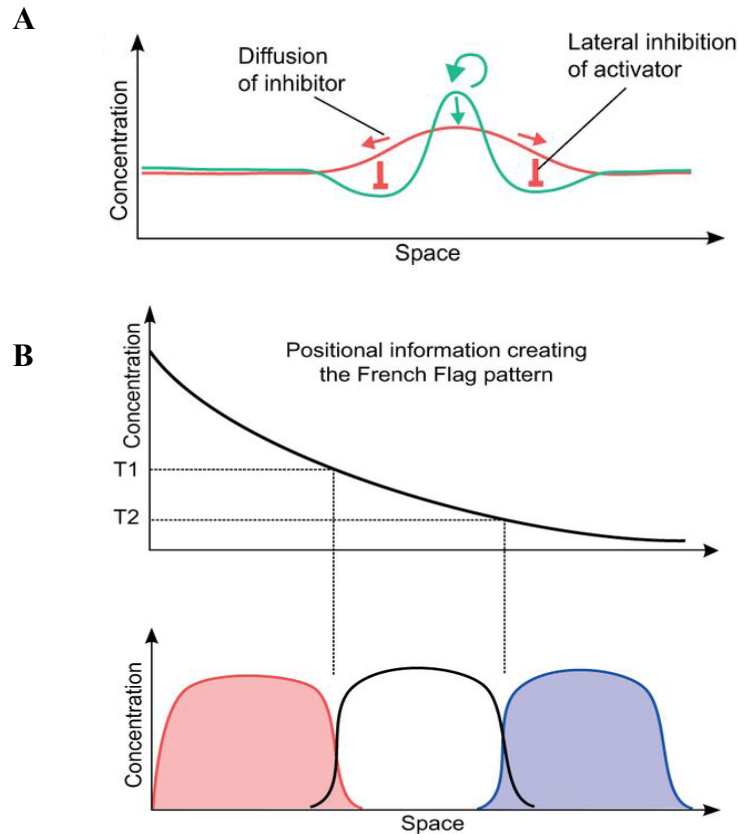 A
Diffusion
of inhibitor
Lateral inhibition
of activator
Concentration
Space
B
Positional information creating
the French Flag pattern
Concentration
T1
T2
Concentration
Space